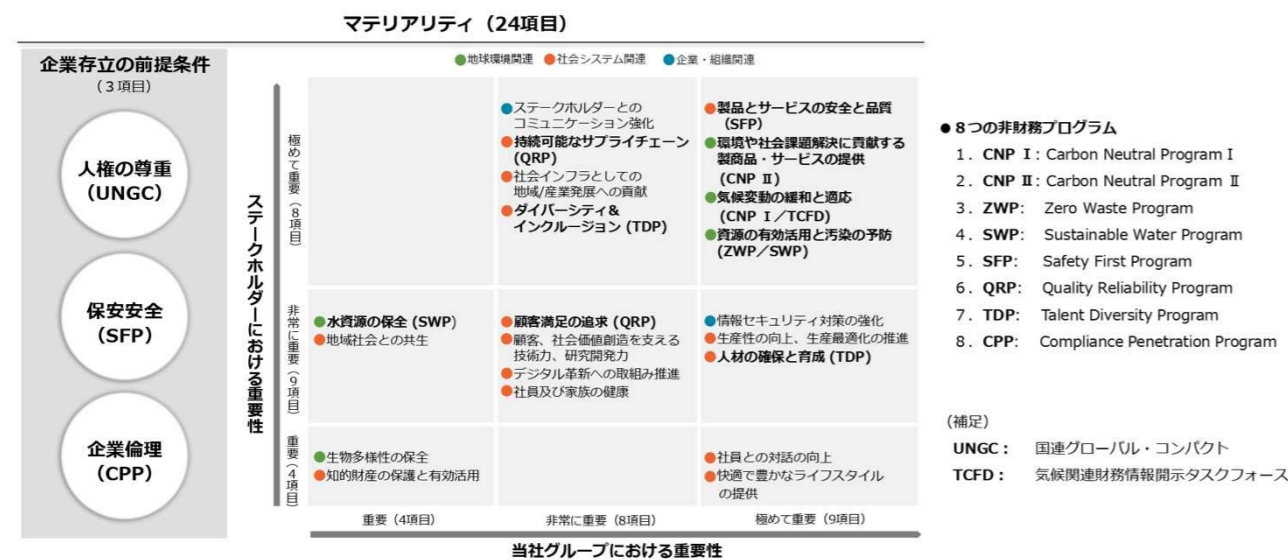 マテリアリティ（24項目）
企業存立の前提条件
（３項目）
人権の尊重
（UNGC）
保安安全
（SFP）
企業倫理
（CPP）
●地球環境関連 ●社会システム関連 ●企業・組織関連
ステークホルダーにおける重要性
極めて重要（8項目）
●ステークホルダーとの
コミュニケーション強化
●持続可能なサプライチェーン
(QRP)
●社会インフラとしての
地域/産業発展への貢献
●ダイバーシティ＆
インクルージョン (TDP)
●製品とサービスの安全と品質
(SFP)
●環境や社会課題解決に貢献する
製商品・サービスの提供
(CNP Ⅱ)
●気候変動の緩和と適応
(CNP Ⅰ／TCFD)
●資源の有効活用と汚染の予防
(ZWP／SWP)
非常に重要（9項目）
●水資源の保全 (SWP)
●地域社会との共生
●顧客満足の追求 (QRP)
●顧客、社会価値創造を支える
技術力、研究開発力
●デジタル革新への取組み推進
●社員及び家族の健康
●情報セキュリティ対策の強化
●生産性の向上、生産最適化の推進
●人材の確保と育成 (TDP)
重要（4項目）
●生物多様性の保全
●知的財産の保護と有効活用
●社員との対話の向上
●快適で豊かなライフスタイル
の提供
重要（4項目）
非常に重要（8項目）
極めて重要（9項目）
当社グループにおける重要性
● ８つの非財務プログラム
1．CNP Ⅰ：Carbon Neutral Program Ⅰ
2．CNP Ⅱ：Carbon Neutral Program Ⅱ
3．ZWP： Zero Waste Program
4．SWP： Sustainable Water Program
5．SFP： Safety First Program
6．QRP： Quality Reliability Program
7．TDP： Talent Diversity Program
8．CPP： Compliance Penetration Program
（補足）
UNGC： 国連グローバル・コンパクト
TCFD： 気候関連財務情報開示タスクフォース